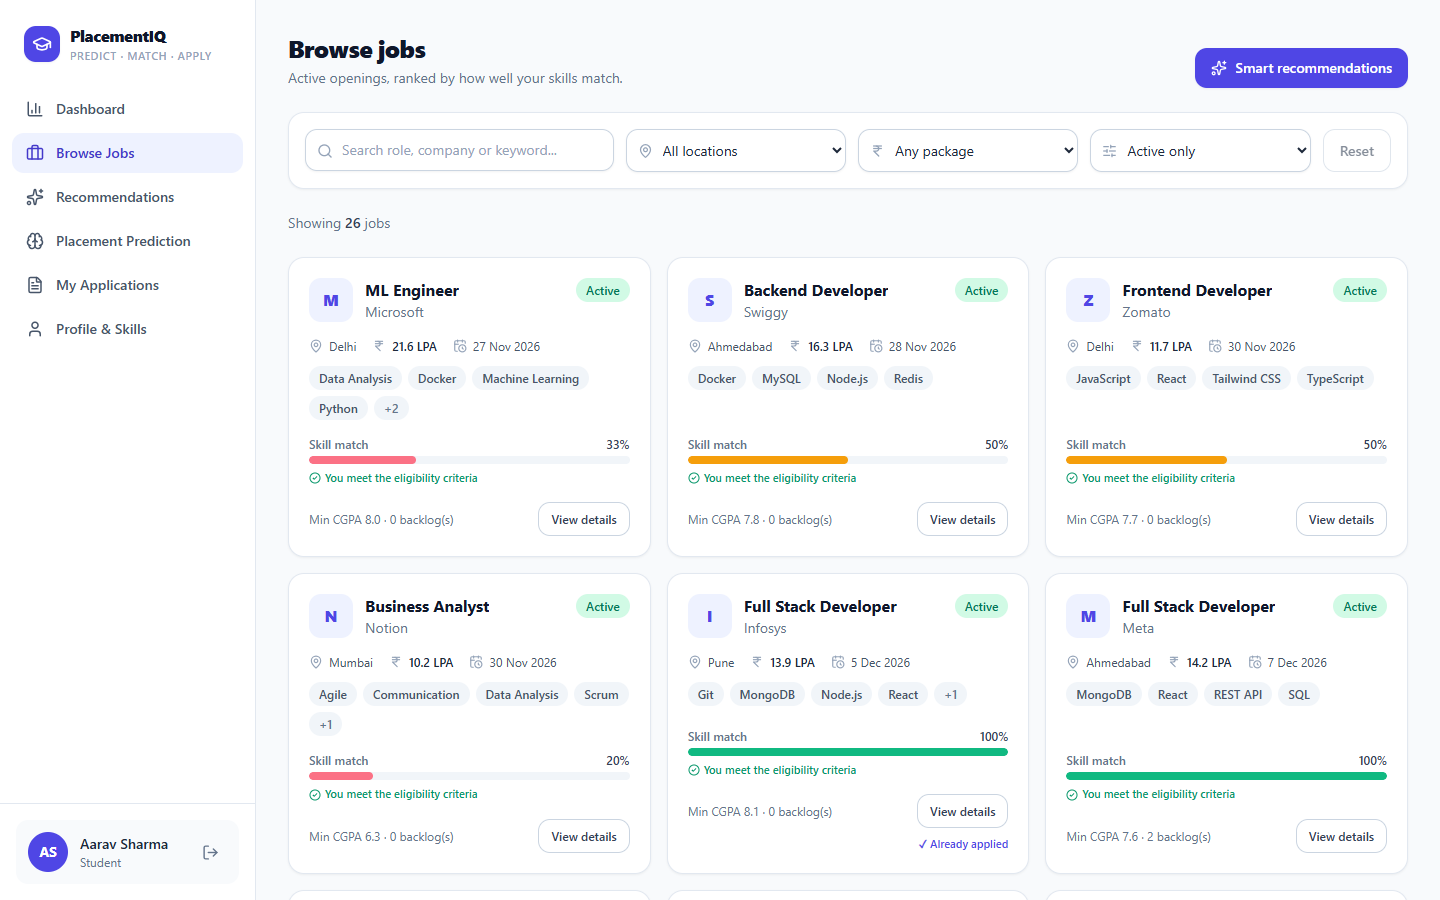 PlacementIQ
PREDICT · MATCH · APPLY
Dashboard
Browse Jobs
Recommendations
Placement Prediction
My Applications
Profile & Skills
AS
Aarav Sharma
Student
Browse jobs
Active openings, ranked by how well your skills match.
Smart recommendations
Search role, company or keyword...
All locations
Any package
Active only
Reset
Showing 26 jobs
M
ML Engineer
Microsoft
Active
Delhi ₹ 21.6 LPA 27 Nov 2026
Data Analysis Docker Machine Learning
Python +2
Skill match 33%
You meet the eligibility criteria
Min CGPA 8.0 · 0 backlog(s)
View details
S
Backend Developer
Swiggy
Active
Ahmedabad ₹ 16.3 LPA 28 Nov 2026
Docker MySQL Node.js Redis
Skill match 50%
You meet the eligibility criteria
Min CGPA 7.8 · 0 backlog(s)
View details
Z
Frontend Developer
Zomato
Active
Delhi ₹ 11.7 LPA 30 Nov 2026
JavaScript React Tailwind CSS TypeScript
Skill match 50%
You meet the eligibility criteria
Min CGPA 7.7 · 0 backlog(s)
View details
N
Business Analyst
Notion
Active
Mumbai ₹ 10.2 LPA 30 Nov 2026
Agile Communication Data Analysis Scrum
+1
Skill match 20%
You meet the eligibility criteria
Min CGPA 6.3 · 0 backlog(s)
View details
I
Full Stack Developer
Infosys
Active
Pune ₹ 13.9 LPA 5 Dec 2026
Git MongoDB Node.js React +1
Skill match 100%
You meet the eligibility criteria
Min CGPA 8.1 · 0 backlog(s)
View details
✓ Already applied
M
Full Stack Developer
Meta
Active
Ahmedabad ₹ 14.2 LPA 7 Dec 2026
MongoDB React REST API SQL
Skill match 100%
You meet the eligibility criteria
Min CGPA 7.6 · 2 backlog(s)
View details